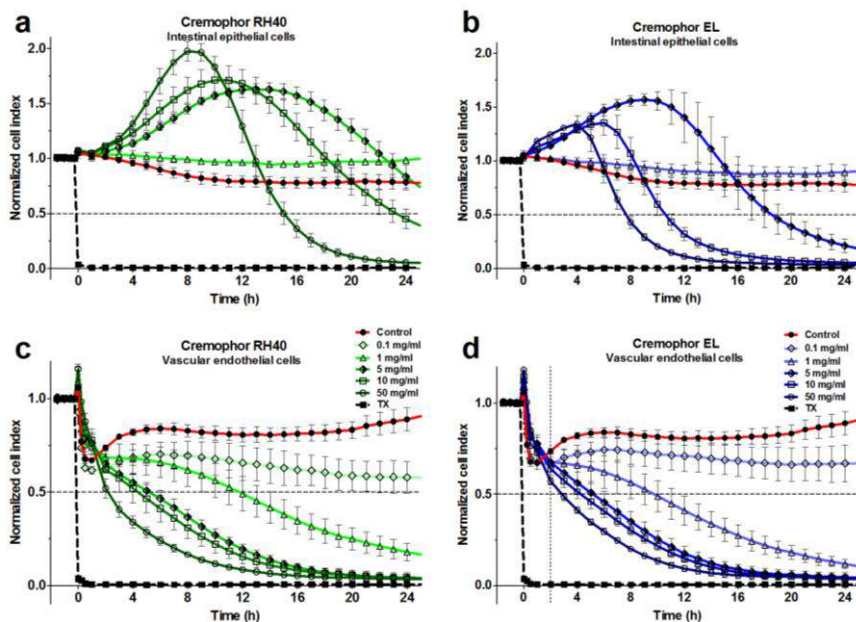 a
Cremophor RH40
Intestinal epithelial cells
Normalized cell index
2.0
1.5
1.0
0.5
0.0
0 4 8 12 16 20 24
Time (h)
b
Cremophor EL
Intestinal epithelial cells
Normalized cell index
2.0
1.5
1.0
0.5
0.0
0 4 8 12 16 20 24
Time (h)
c
Cremophor RH40
Vascular endothelial cells
Normalized cell index
1.0
0.5
0.0
0 4 8 12 16 20 24
Time (h)
Control
0.1 mg/ml
1 mg/ml
5 mg/ml
10 mg/ml
50 mg/ml
TX
d
Cremophor EL
Vascular endothelial cells
Normalized cell index
1.0
0.5
0.0
0 4 8 12 16 20 24
Time (h)
Control
0.1 mg/ml
1 mg/ml
5 mg/ml
10 mg/ml
50 mg/ml
TX